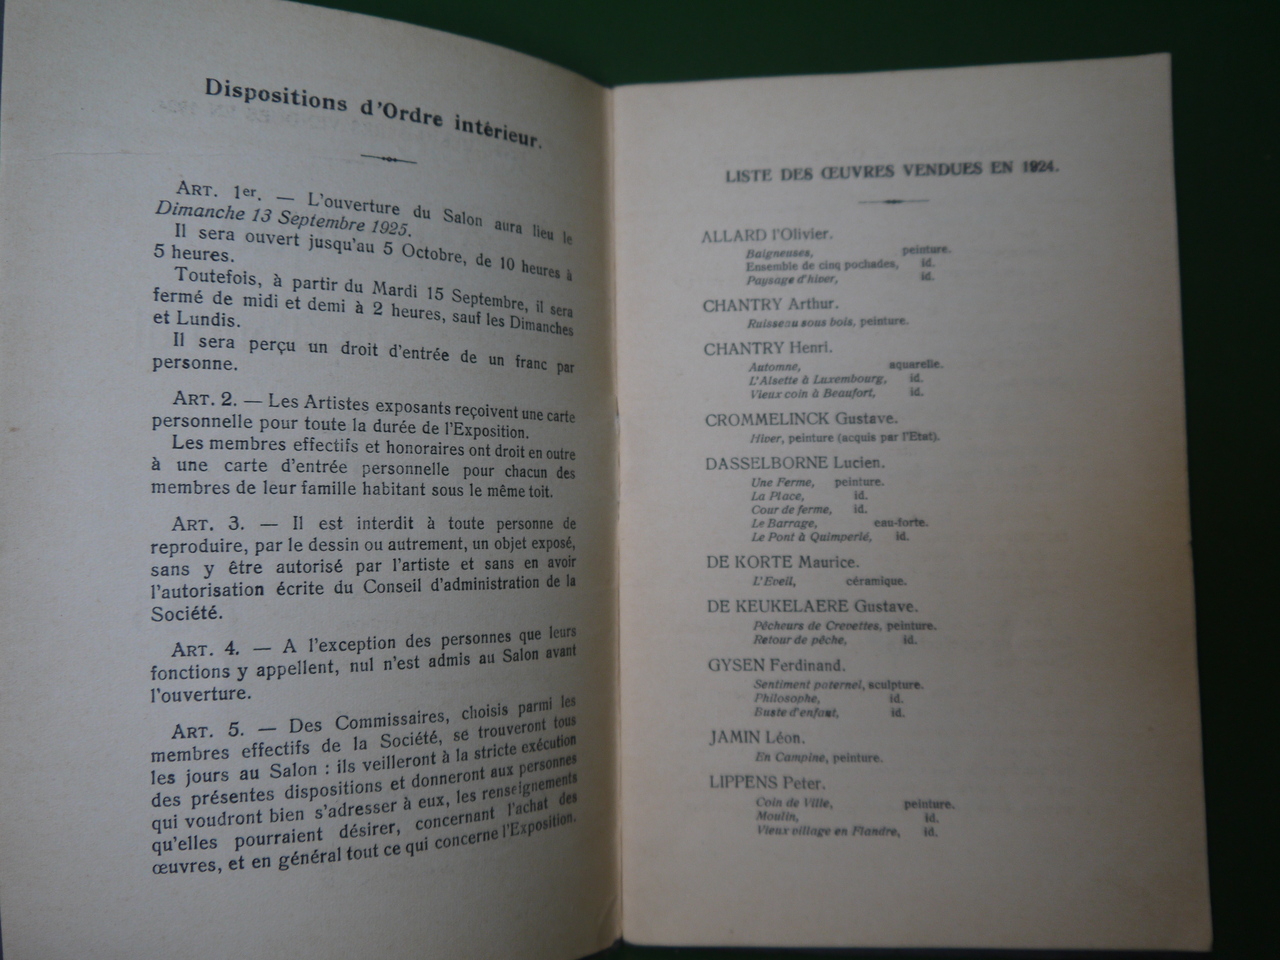 Dispositions d'Ordre intérieur.
ART. 1er. — L'ouverture du Salon aura lieu le
Dimanche 13 Septembre 1925.
Il sera ouvert jusqu'au 5 Octobre, de 10 heures à
5 heures.
Toutefois, à partir du Mardi 15 Septembre, il sera
fermé de midi et demi à 2 heures, sauf les Dimanches
et Lundis.
Il sera perçu un droit d'entrée de un franc par
personne.
ART. 2. — Les Artistes exposants reçoivent une carte
personnelle pour toute la durée de l'Exposition.
Les membres effectifs et honoraires ont droit en outre
à une carte d'entrée personnelle pour chacun des
membres de leur famille habitant sous le même toit.
ART. 3. — Il est interdit à toute personne de
reproduire, par le dessin ou autrement, un objet exposé,
sans y être autorisé par l'artiste et sans en avoir
l'autorisation écrite du Conseil d'administration de la
Société.
ART. 4. — A l'exception des personnes que leurs
fonctions y appellent, nul n'est admis au Salon avant
l'ouverture.
ART. 5. — Des Commissaires, choisis parmi les
membres effectifs de la Société, se trouveront tous
les jours au Salon : ils veilleront à la stricte exécution
des présentes dispositions et donneront aux personnes
qui voudront bien s'adresser à eux, les renseignements
qu'elles pourraient désirer, concernant l'achat des
œuvres, et en général tout ce qui concerne l'Exposition.
LISTE DES ŒUVRES VENDUES EN 1924.
ALLARD l'Olivier.
Baigneuses, peinture.
Ensemble de cinq pochades, id.
Paysage d'hiver, id.
CHANTRY Arthur.
Ruisseau sous bois, peinture.
CHANTRY Henri.
Automne, aquarelle.
L'Alsette à Luxembourg, id.
Vieux coin à Beaufort, id.
CROMMELINCK Gustave.
Hiver, peinture (acquis par l'Etat).
DASSELBORNE Lucien.
Une Ferme, peinture.
La Place, id.
Cour de ferme, id.
Le Barrage, eau-forte.
Le Pont à Quimperlé, id.
DE KORTE Maurice.
L'Eveil, céramique.
DE KEUKELAERE Gustave.
Pêcheurs de Crevettes, peinture.
Retour de pêche, id.
GYSEN Ferdinand.
Sentiment paternel, sculpture.
Philosophe, id.
Buste d'enfant, id.
JAMIN Léon.
En Campine, peinture.
LIPPENS Peter.
Coin de Ville, peinture.
Moulin, id.
Vieux village en Flandre, id.